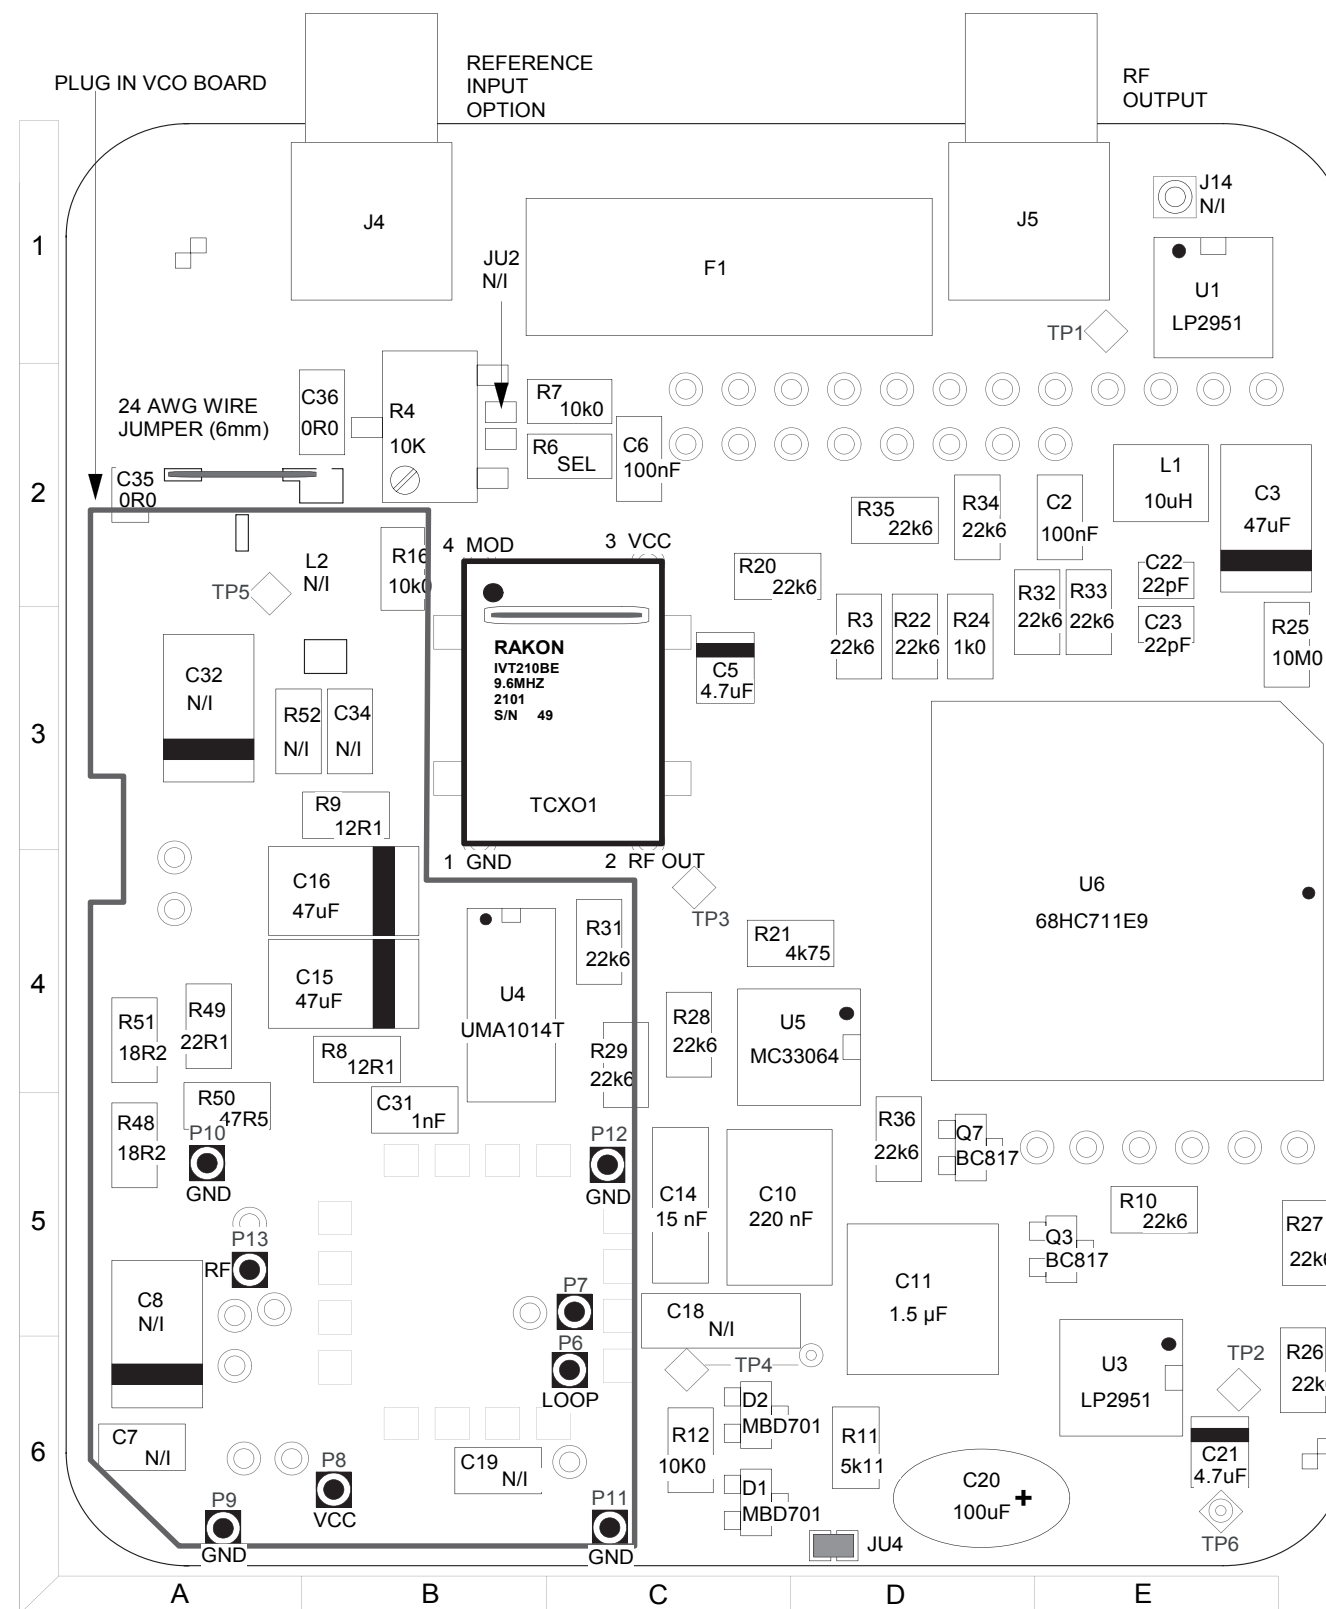 PLUG IN VCO BOARD
REFERENCE
INPUT
OPTION
RF
OUTPUT
J4
J5
J14
N/I
1
JU2
N/I
F1
U1
LP2951
TP1
24 AWG WIRE
JUMPER (6mm)
C36
0R0
R4
10K
R7
10k0
R6
SEL
C6
100nF
2
C35
0R0
L1
10uH
C3
47uF
R35
22k6
R34
22k6
C2
100nF
TP5
L2
N/I
R16
10k0
4 MOD
3 VCC
R20
22k6
C22
22pF
R32
22k6
R33
22k6
R3
22k6
R22
22k6
R24
1k0
C23
22pF
R25
10M0
RAKON
IVT210BE
9.6MHZ
2101
S/N 49
TCXO1
C5
4.7uF
C32
N/I
3
R52
N/I
C34
N/I
R9
12R1
1 GND
2 RF OUT
C16
47uF
TP3
U6
68HC711E9
R31
22k6
R21
4k75
4
C15
47uF
U4
UMA1014T
R51
18R2
R49
22R1
R28
22k6
U5
MC33064
R8
12R1
R29
22k6
R50
47R5
C31
1nF
R48
18R2
P10
GND
P12
GND
R36
22k6
Q7
BC817
5
C14
15 nF
C10
220 nF
R10
22k6
R27
22k6
P13
RF
Q3
BC817
C8
N/I
P7
C11
1.5 µF
C18
N/I
P6
LOOP
TP4
U3
LP2951
TP2
R26
22k
6
C7
N/I
D2
MBD701
R12
10K0
R11
5k11
C19
N/I
C21
4.7uF
P8
VCC
C20
100uF
+
D1
MBD701
P9
GND
P11
GND
JU4
TP6
A
B
C
D
E